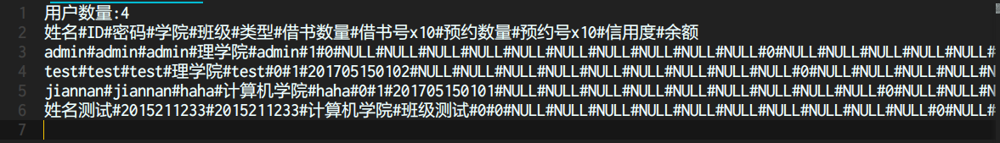 1 用户数量:4
2 姓名#ID#密码#学院#班级#类型#借书数量#借书号x10#预约数量#预约号x10#信用度#余额
3 admin#admin#admin#理学院#admin#1#0#NULL#NULL#NULL#NULL#NULL#NULL#NULL#NULL#NULL#NULL#0#NULL#NULL#NULL#NULL#NULL#
4 test#test#test#理学院#test#0#1#201705150102#NULL#NULL#NULL#NULL#NULL#NULL#NULL#NULL#NULL#0#NULL#NULL#NULL#NULL#N
5 jiannan#jiannan#haha#计算机学院#haha#0#1#201705150101#NULL#NULL#NULL#NULL#NULL#NULL#NULL#NULL#NULL#0#NULL#NULL#N
6 姓名测试#2015211233#2015211233#计算机学院#班级测试#0#0#NULL#NULL#NULL#NULL#NULL#NULL#NULL#NULL#NULL#NULL#0#NULL#
7